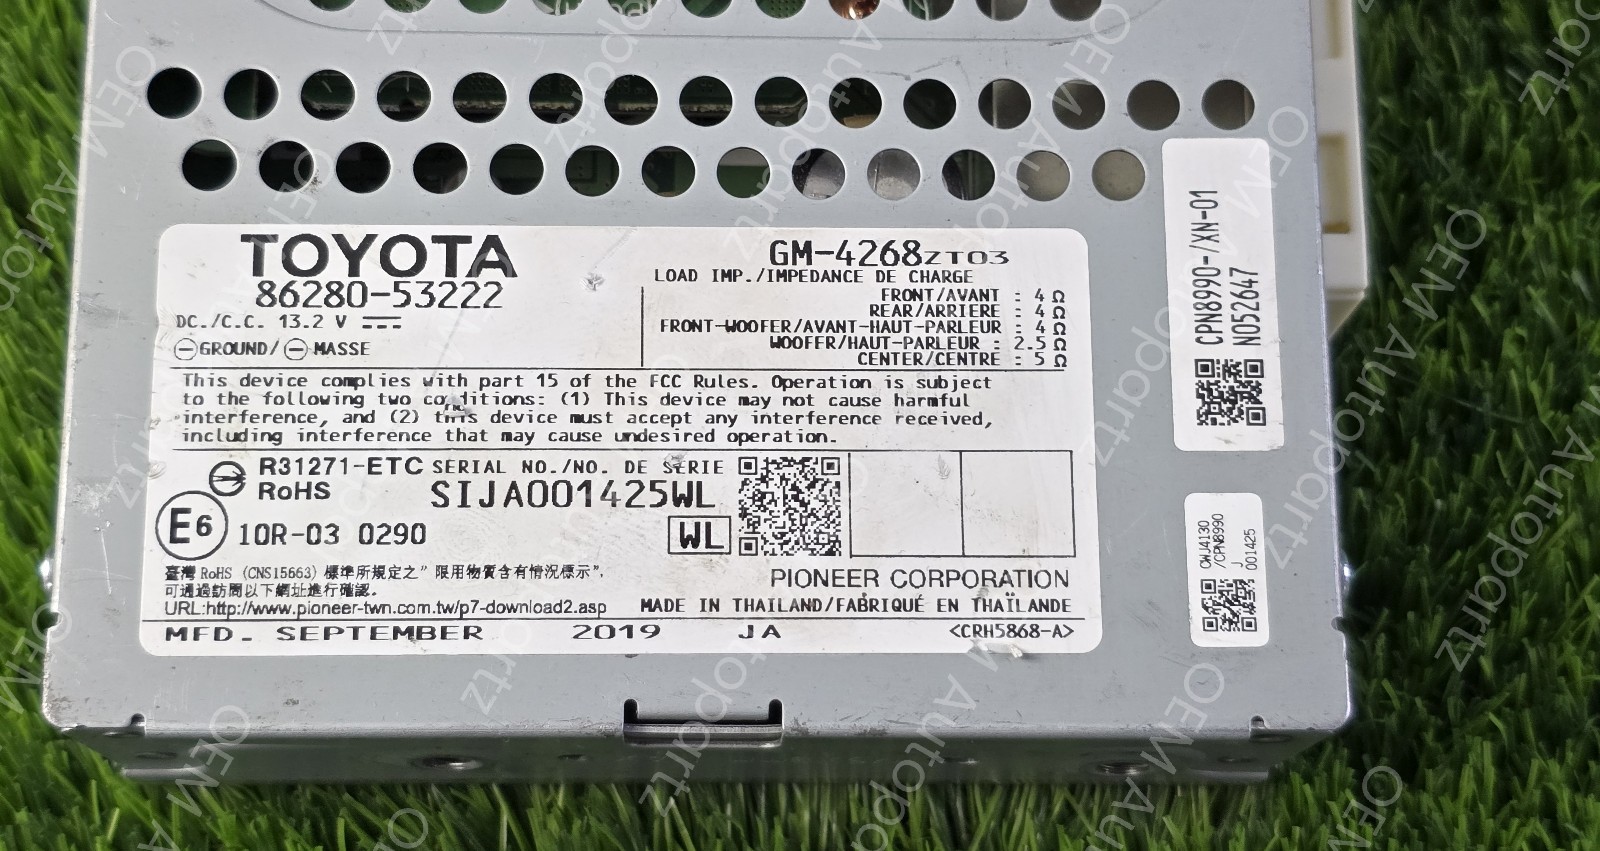 TOYOTA
86280-53222
DC./C.C. 13.2 V
GROUND/ MASSE
GM-4268ZT03
LOAD IMP./IMPEDANCE DE CHARGE
FRONT/AVANT : 4 Ω
REAR/ARRIERE : 4 Ω
FRONT-WOOFER/AVANT-HAUT-PARLEUR : 4 Ω
WOOFER/HAUT-PARLEUR : 2.5 Ω
CENTER/CENTRE : 5 Ω
This device complies with part 15 of the FCC Rules. Operation is subject
to the following two conditions: (1) This device may not cause harmful
interference, and (2) this device must accept any interference received,
including interference that may cause undesired operation.
R31271-ETC
RoHS
SERIAL NO./NO. DE SERIE
SIJA001425WL
WL
E6
10R-03 0290
臺灣 RoHS (CNS15663) 標準所規定之"限用物質含有情況標示",
可通過訪問以下網址進行確認。
URL:http://www.pioneer-twn.com.tw/p7-download2.asp
PIONEER CORPORATION
MADE IN THAILAND/FABRIQUÉ EN THAÏLANDE
MFD. SEPTEMBER 2019 JA
<CRH5868-A>
CPN8990-/XN-01
N052647
CWJ4130
/CPN8990
J
001425
OEM Autopartz